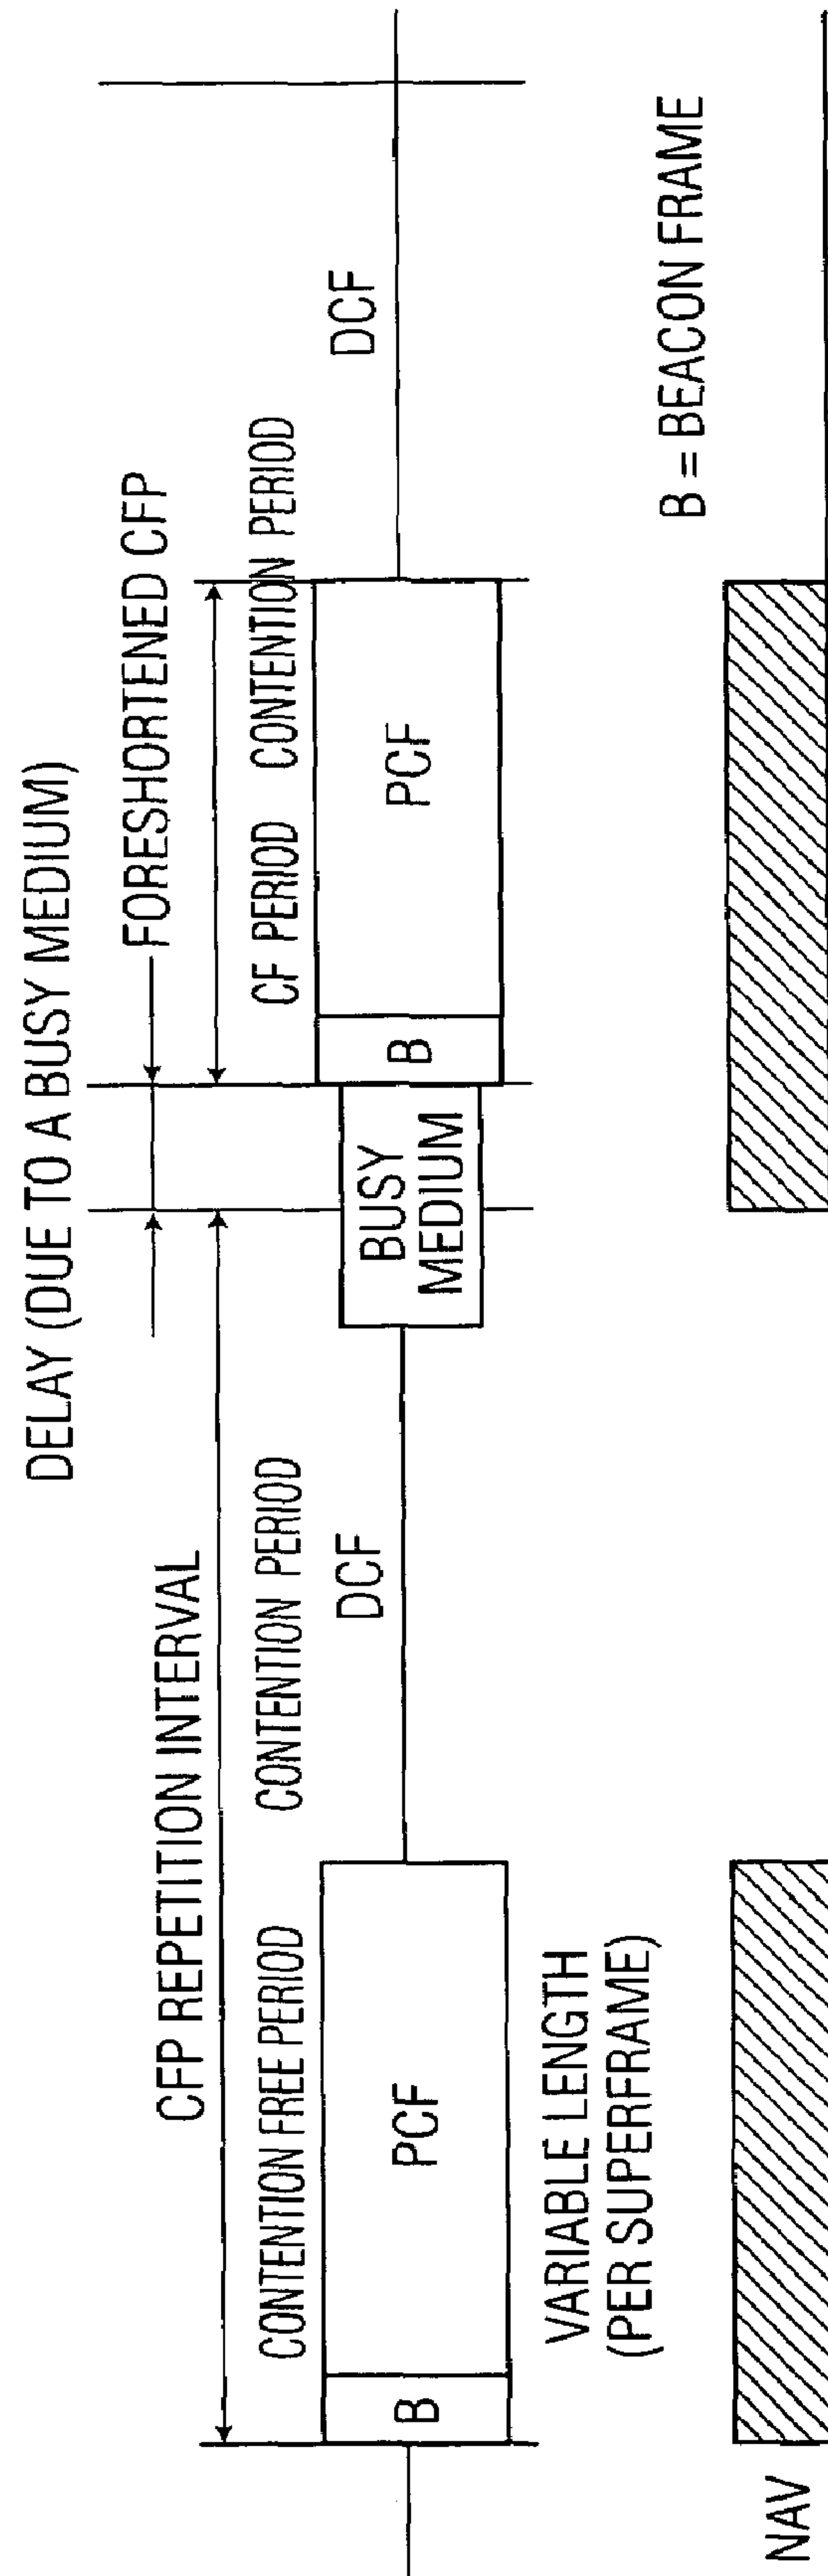 DELAY (DUE TO A BUSY MEDIUM)
CFP REPETITION INTERVAL
FORESHORTENED CFP
CONTENTION FREE PERIOD
CONTENTION PERIOD
CF PERIOD
CONTENTION PERIOD
B
PCF
DCF
BUSY
MEDIUM
B
PCF
DCF
VARIABLE LENGTH
(PER SUPERFRAME)
B = BEACON FRAME
NAV